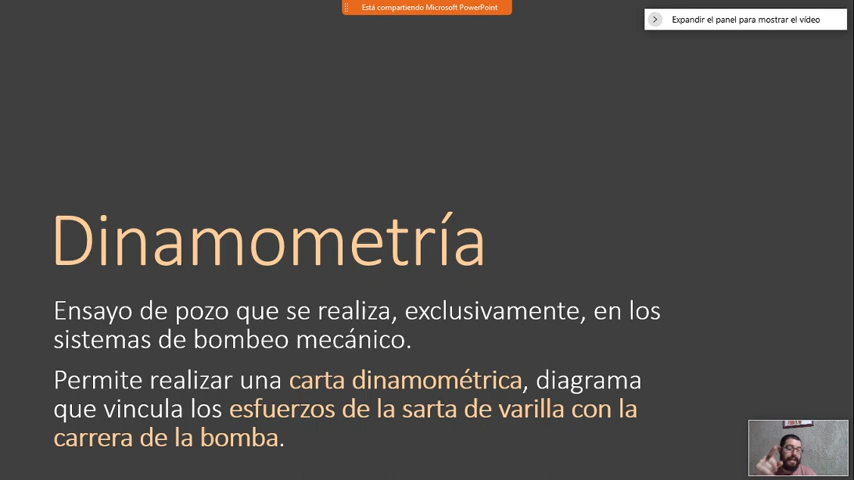 Está compartiendo Microsoft PowerPoint
Expandir el panel para mostrar el vídeo
Dinamometría
Ensayo de pozo que se realiza, exclusivamente, en los
sistemas de bombeo mecánico.
Permite realizar una carta dinamométrica, diagrama
que vincula los esfuerzos de la sarta de varilla con la
carrera de la bomba.